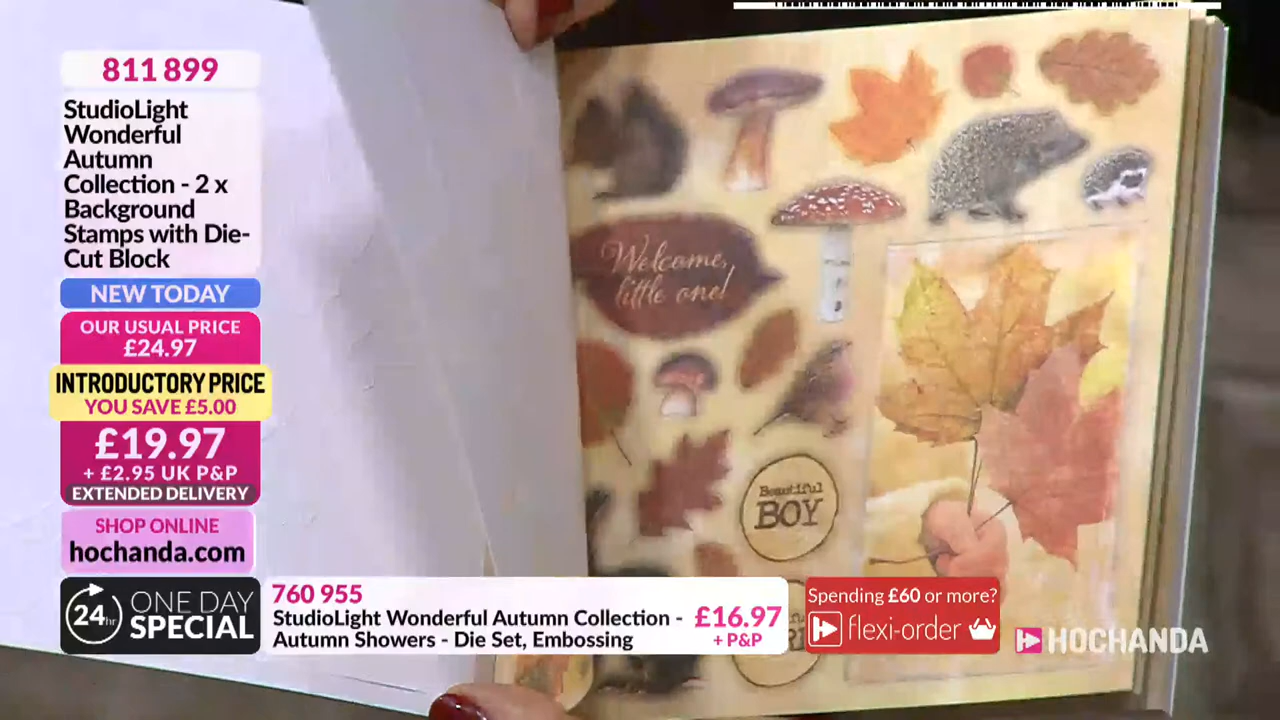 811 899
StudioLight
Wonderful
Autumn
Collection - 2 x
Background
Stamps with Die-
Cut Block
NEW TODAY
OUR USUAL PRICE
£24.97
INTRODUCTORY PRICE
YOU SAVE £5.00
£19.97
+ £2.95 UK P&P
EXTENDED DELIVERY
SHOP ONLINE
hochanda.com
24hr
ONE DAY
SPECIAL
760 955
StudioLight Wonderful Autumn Collection -
Autumn Showers - Die Set, Embossing
£16.97
+ P&P
Spending £60 or more?
flexi-order
HOCHANDA
Welcome,
little one!
Beautiful
BOY